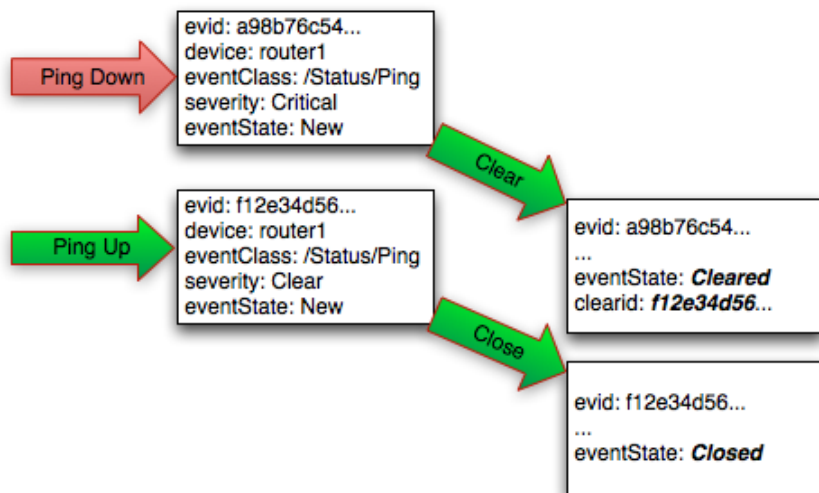 Ping Down
evid: a98b76c54...
device: router1
eventClass: /Status/Ping
severity: Critical
eventState: New
Clear
Ping Up
evid: f12e34d56...
device: router1
eventClass: /Status/Ping
severity: Clear
eventState: New
Close
evid: a98b76c54...
...
eventState: Cleared
clearid: f12e34d56...
evid: f12e34d56...
...
eventState: Closed